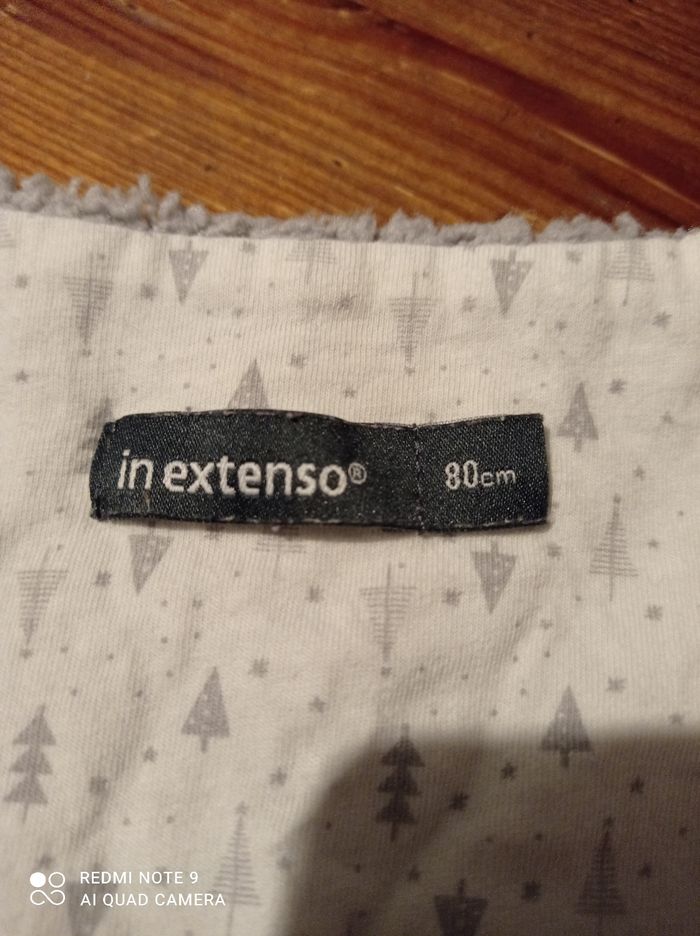 in extenso® 80cm
REDMI NOTE 9
AI QUAD CAMERA